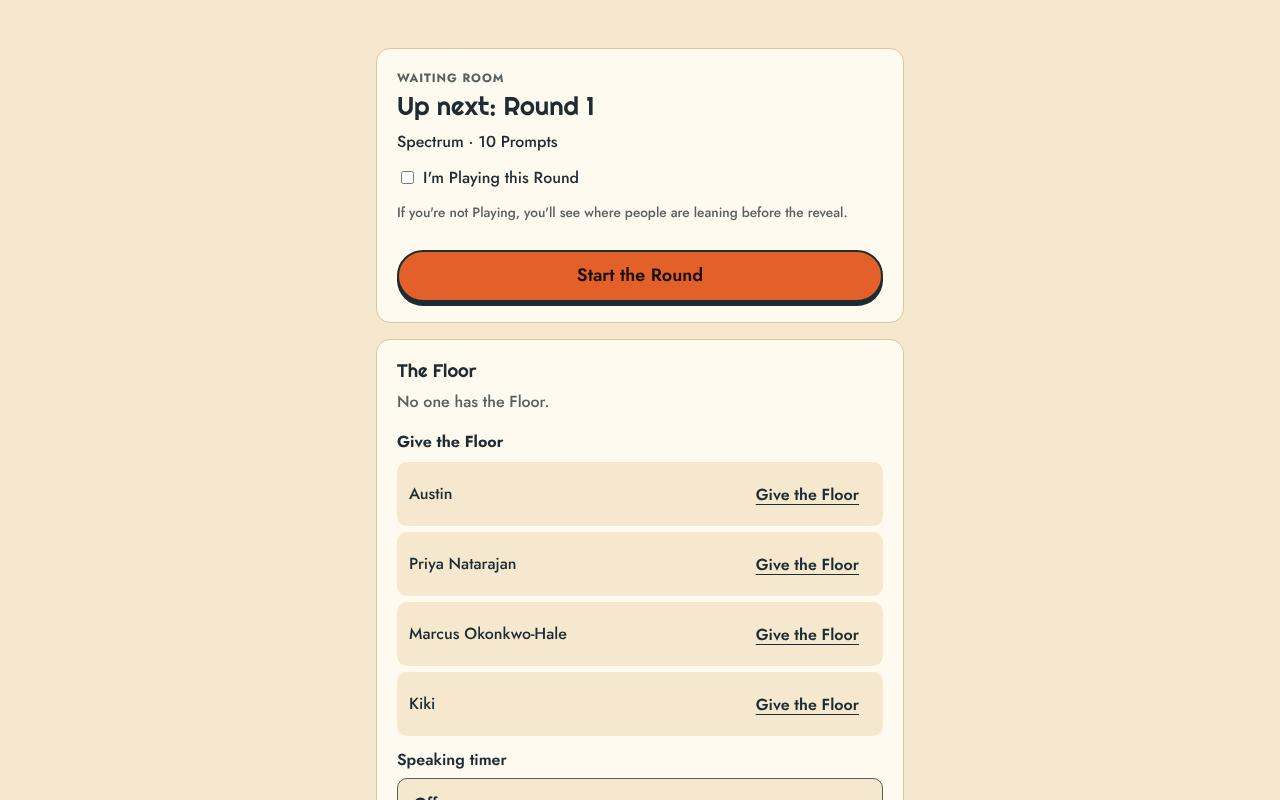 WAITING ROOM
Up next: Round 1
Spectrum · 10 Prompts
I'm Playing this Round
If you're not Playing, you'll see where people are leaning before the reveal.
Start the Round
The Floor
No one has the Floor.
Give the Floor
Austin Give the Floor
Priya Natarajan Give the Floor
Marcus Okonkwo-Hale Give the Floor
Kiki Give the Floor
Speaking timer